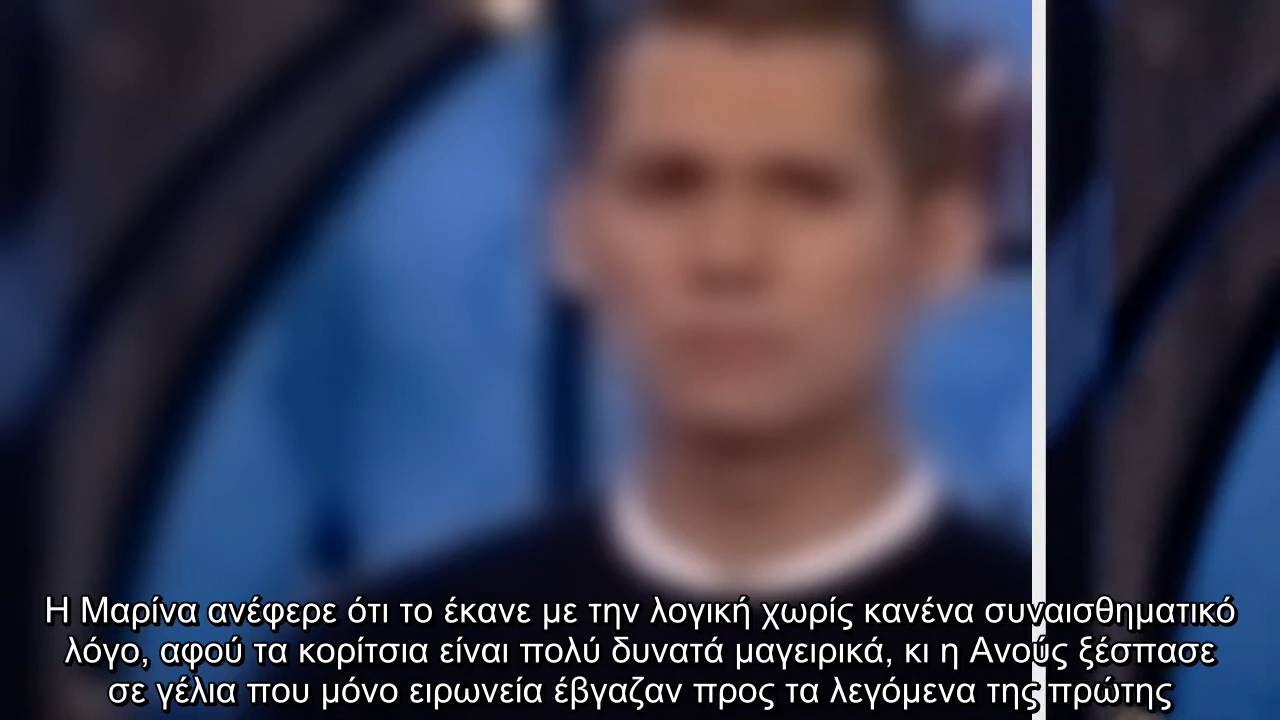 Η Μαρίνα ανέφερε ότι το έκανε με την λογική χωρίς κανένα συναισθηματικό
λόγο, αφού τα κορίτσια είναι πολύ δυνατά μαγειρικά, κι η Ανούς ξέσπασε
σε γέλια που μόνο ειρωνεία έβγαζαν προς τα λεγόμενα της πρώτης